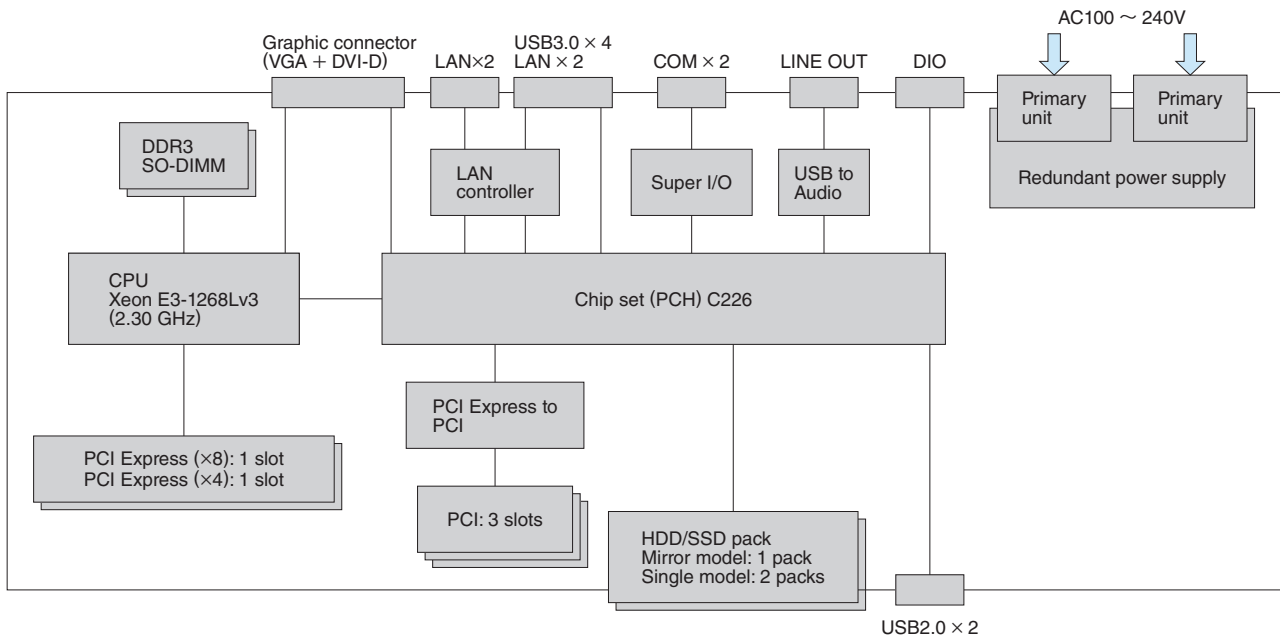 AC100 ～ 240V
Graphic connector
(VGA + DVI-D)
LAN×2
USB3.0 × 4
LAN × 2
COM × 2
LINE OUT
DIO
Primary
unit
Primary
unit
Redundant power supply
DDR3
SO-DIMM
LAN
controller
Super I/O
USB to
Audio
CPU
Xeon E3-1268Lv3
(2.30 GHz)
Chip set (PCH) C226
PCI Express to
PCI
PCI Express (×8): 1 slot
PCI Express (×4): 1 slot
PCI: 3 slots
HDD/SSD pack
Mirror model: 1 pack
Single model: 2 packs
USB2.0 × 2